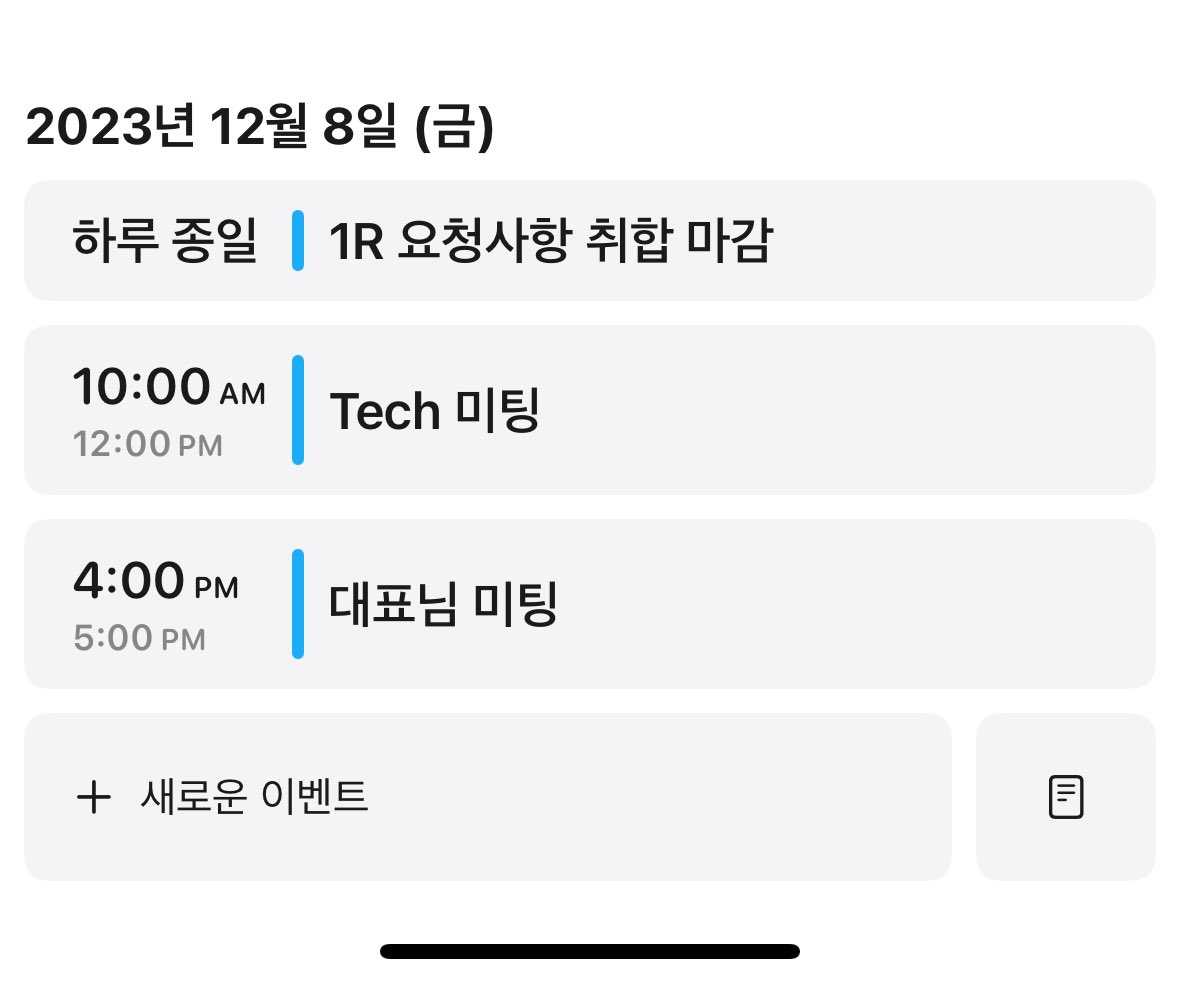 2023년 12월 8일 (금)
하루 종일 1R 요청사항 취합 마감
10:00 AM
12:00 PM
Tech 미팅
4:00 PM
5:00 PM
대표님 미팅
+ 새로운 이벤트